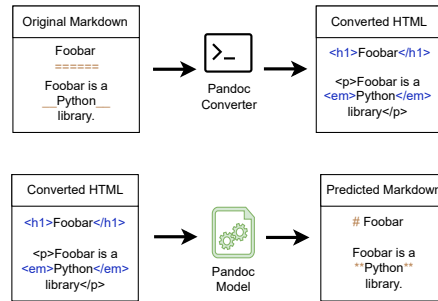 Original Markdown
Foobar
======
Foobar is a
__Python__
library.
Pandoc
Converter
Converted HTML
<h1>Foobar</h1>
<p>Foobar is a
<em>Python</em>
library</p>
Converted HTML
<h1>Foobar</h1>
<p>Foobar is a
<em>Python</em>
library</p>
Pandoc
Model
Predicted Markdown
# Foobar
Foobar is a
**Python**
library.